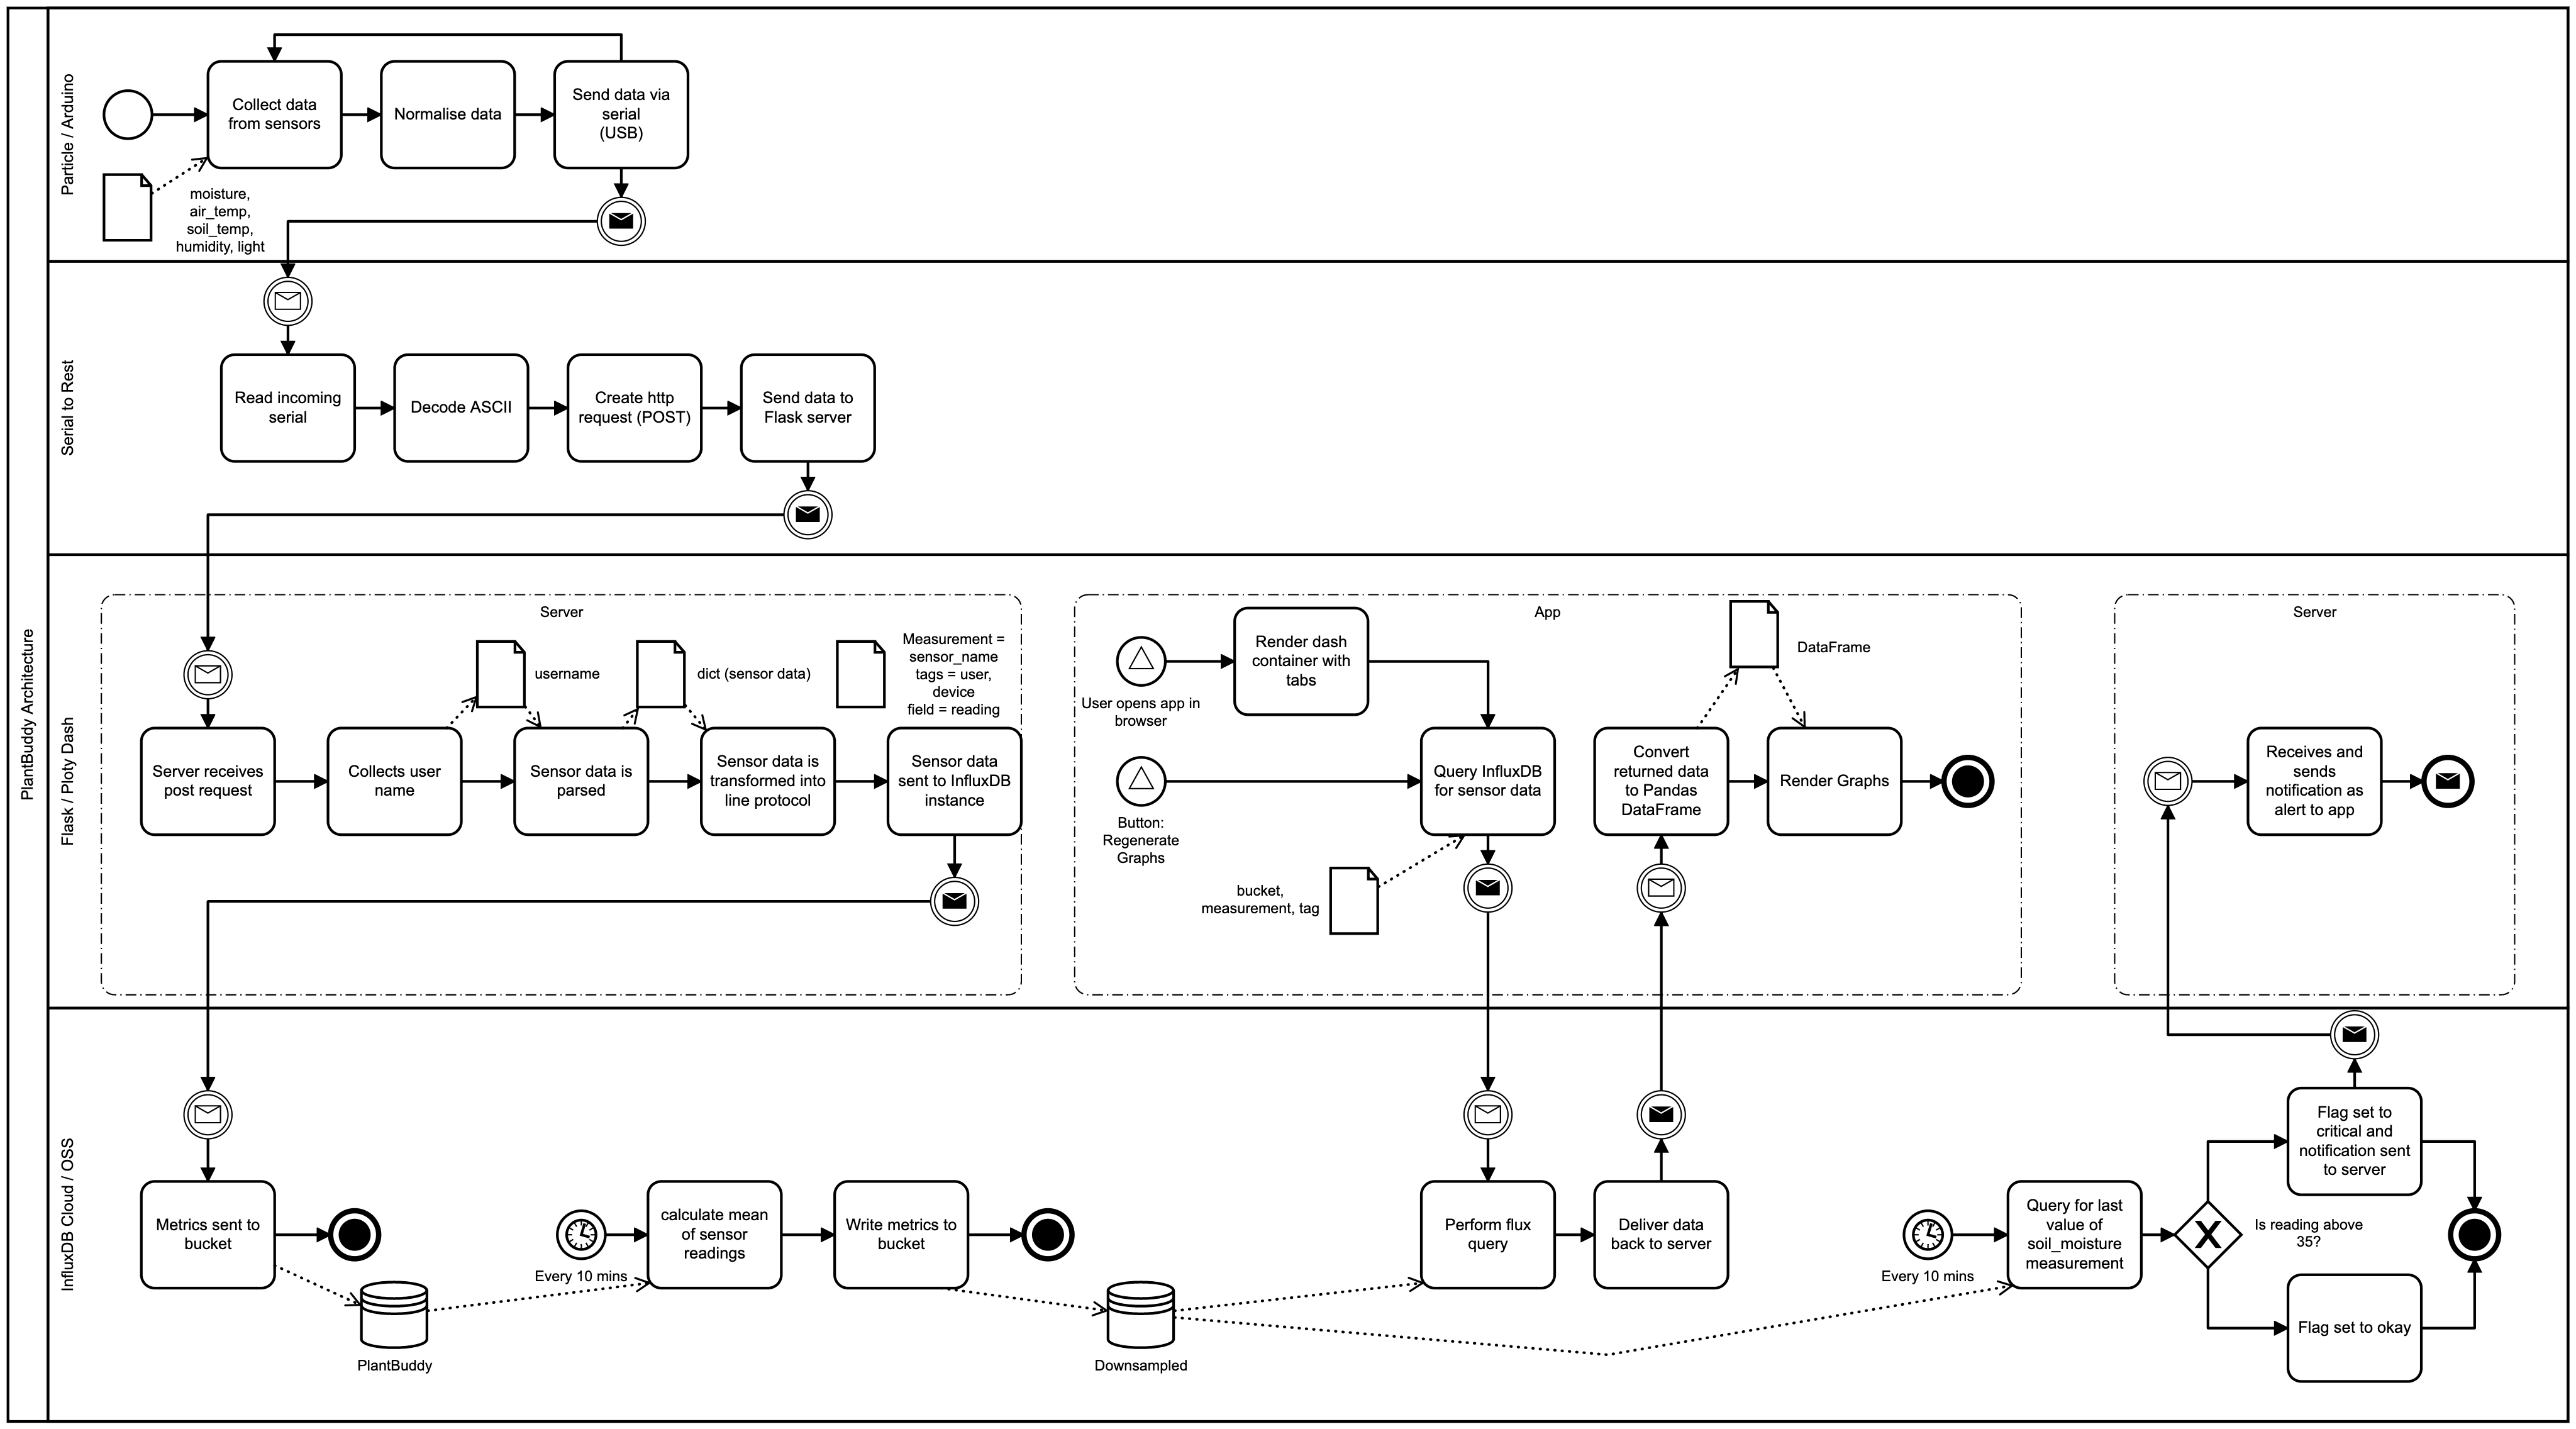 PlantBuddy Architecture
Particle / Arduino
Collect data
from sensors
Normalise data
Send data via
serial
(USB)
moisture,
air_temp,
soil_temp,
humidity, light
Serial to Rest
Read incoming
serial
Decode ASCII
Create http
request (POST)
Send data to
Flask server
Flask / Ploty Dash
Server
username
dict (sensor data)
Measurement =
sensor_name
tags = user,
device
field = reading
Server receives
post request
Collects user
name
Sensor data is
parsed
Sensor data is
transformed into
line protocol
Sensor data
sent to InfluxDB
instance
App
User opens app in
browser
Render dash
container with
tabs
DataFrame
Button:
Regenerate
Graphs
Query InfluxDB
for sensor data
Convert
returned data
to Pandas
DataFrame
Render Graphs
bucket,
measurement, tag
Server
Receives and
sends
notification as
alert to app
InfluxDB Cloud / OSS
Metrics sent to
bucket
PlantBuddy
Every 10 mins
calculate mean
of sensor
readings
Write metrics to
bucket
Downsampled
Perform flux
query
Deliver data
back to server
Every 10 mins
Query for last
value of
soil_moisture
measurement
X
Is reading above
35?
Flag set to
critical and
notification sent
to server
Flag set to okay